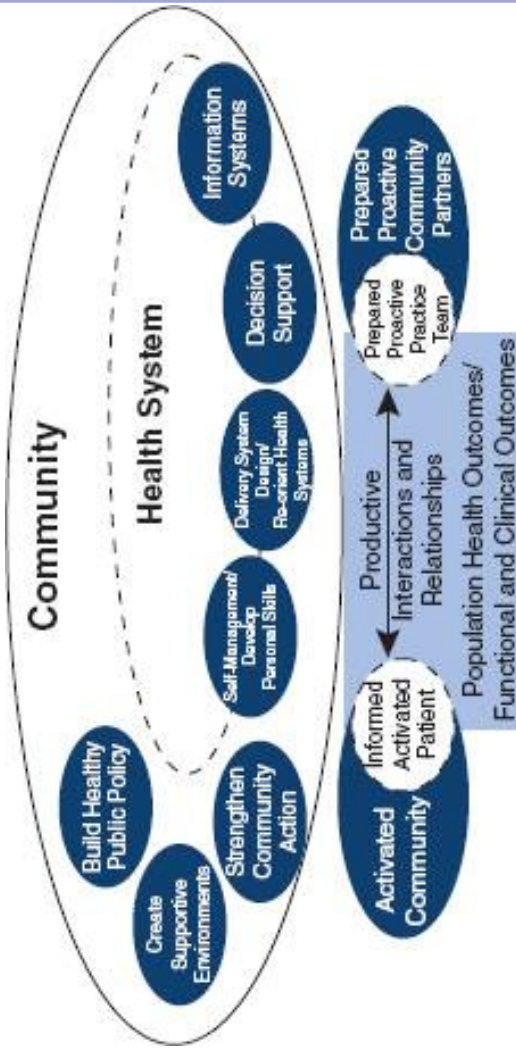 Community
Health System
Build Healthy
Public Policy
Create
Supportive
Environments
Strengthen
Community
Action
Self-Management/
Develop
Personal Skills
Delivery System
Design/
Re-orient Health
Systems
Decision
Support
Information
Systems
Activated
Community
Informed
Activated
Patient
Productive
Interactions and
Relationships
Prepared
Proactive
Practice
Team
Prepared
Proactive
Community
Partners
Population Health Outcomes/
Functional and Clinical Outcomes